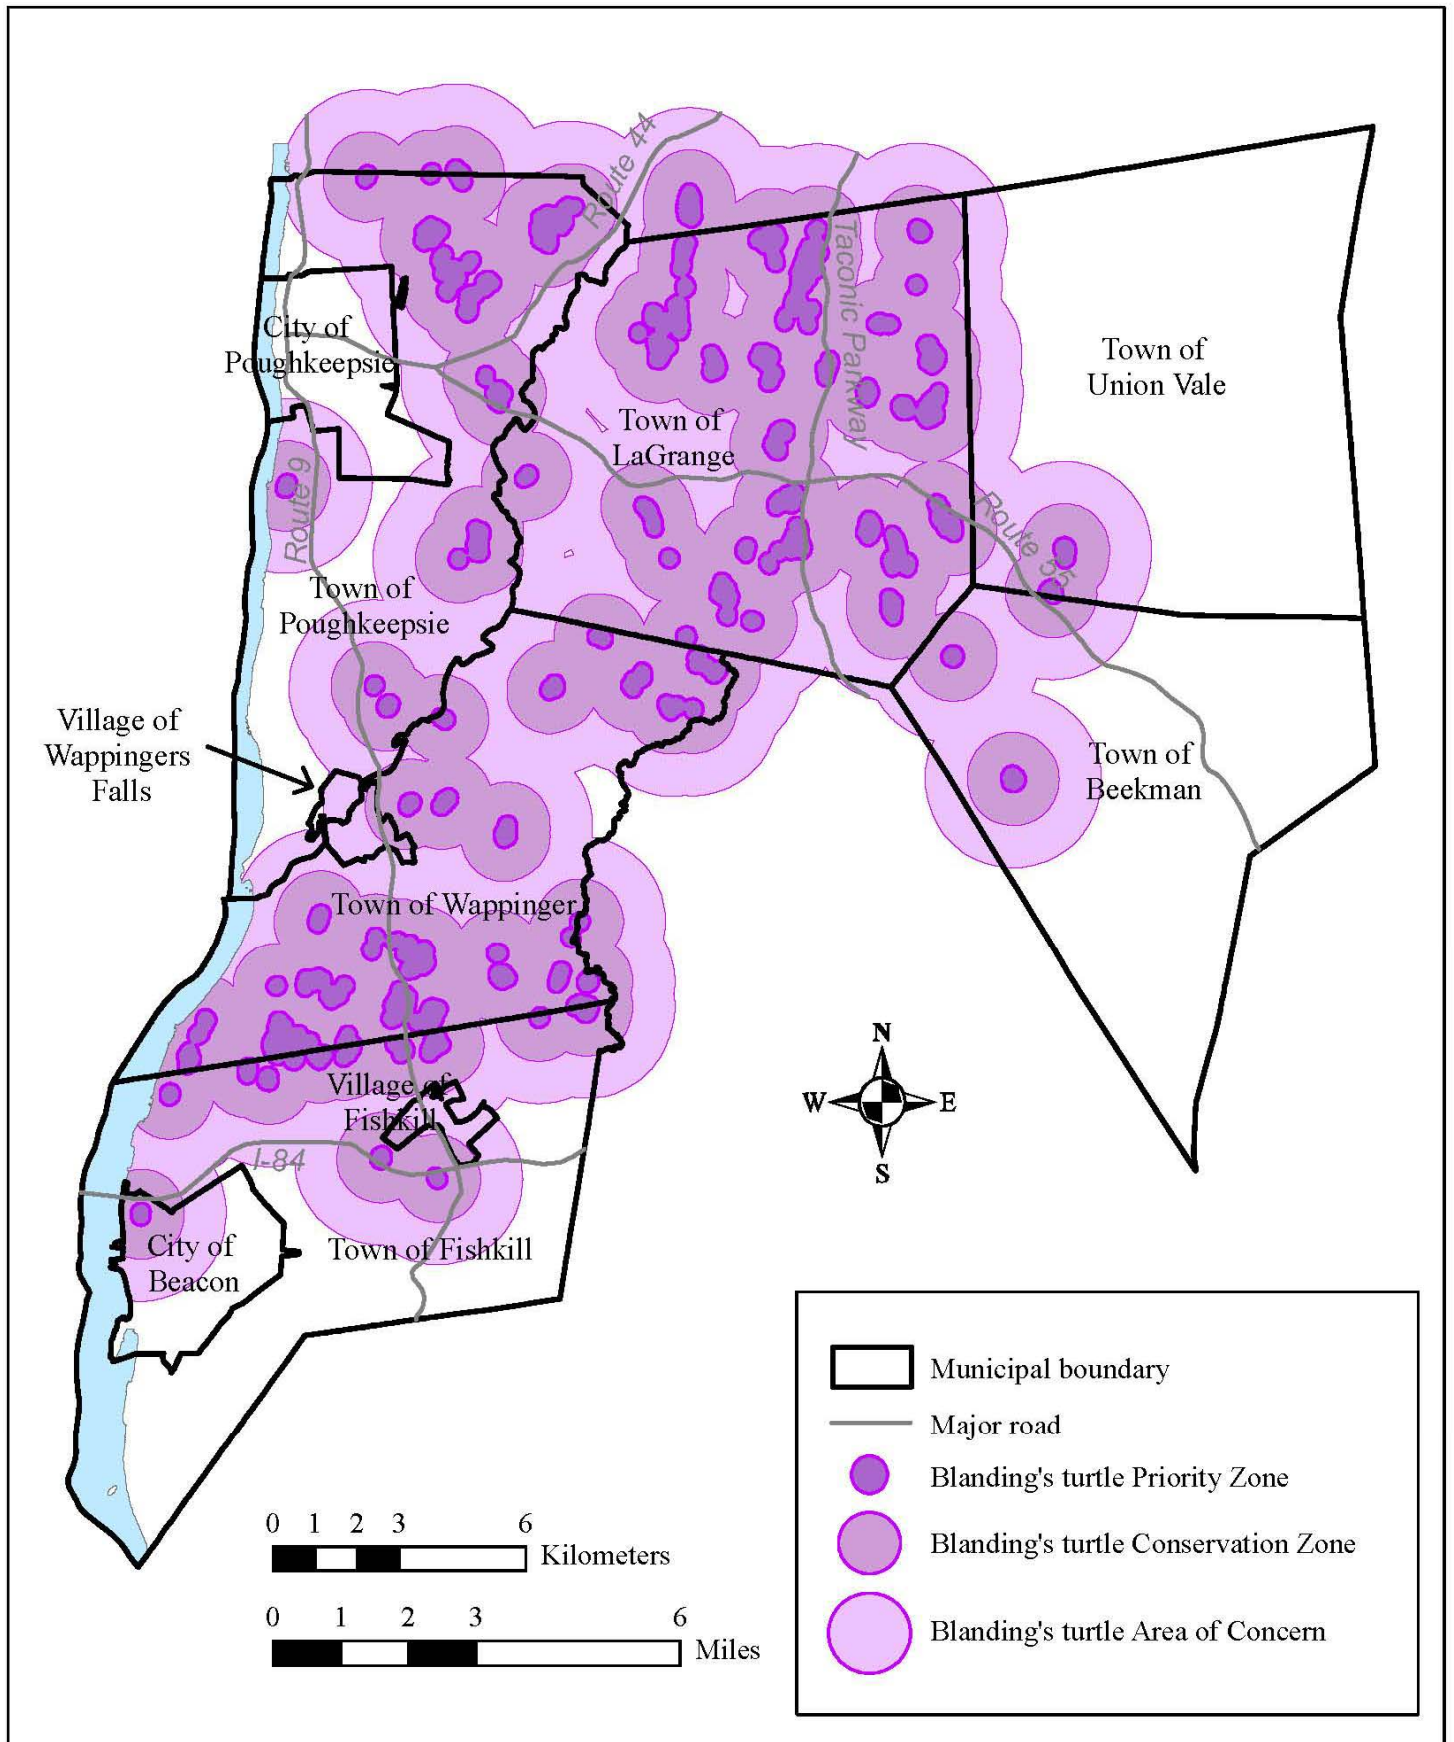 Route 44
Taconic Parkway
City of
Poughkeepsie
Town of
Union Vale
Town of
LaGrange
Route 9
Route 55
Town of
Poughkeepsie
Village of
Wappingers
Falls
Town of
Beekman
Town of Wappinger
N
W
E
S
Village of
Fishkill
I-84
City of
Beacon
Town of Fishkill
Municipal boundary
Major road
Blanding's turtle Priority Zone
Blanding's turtle Conservation Zone
Blanding's turtle Area of Concern
0 1 2 3 6
Kilometers
0 1 2 3 6
Miles